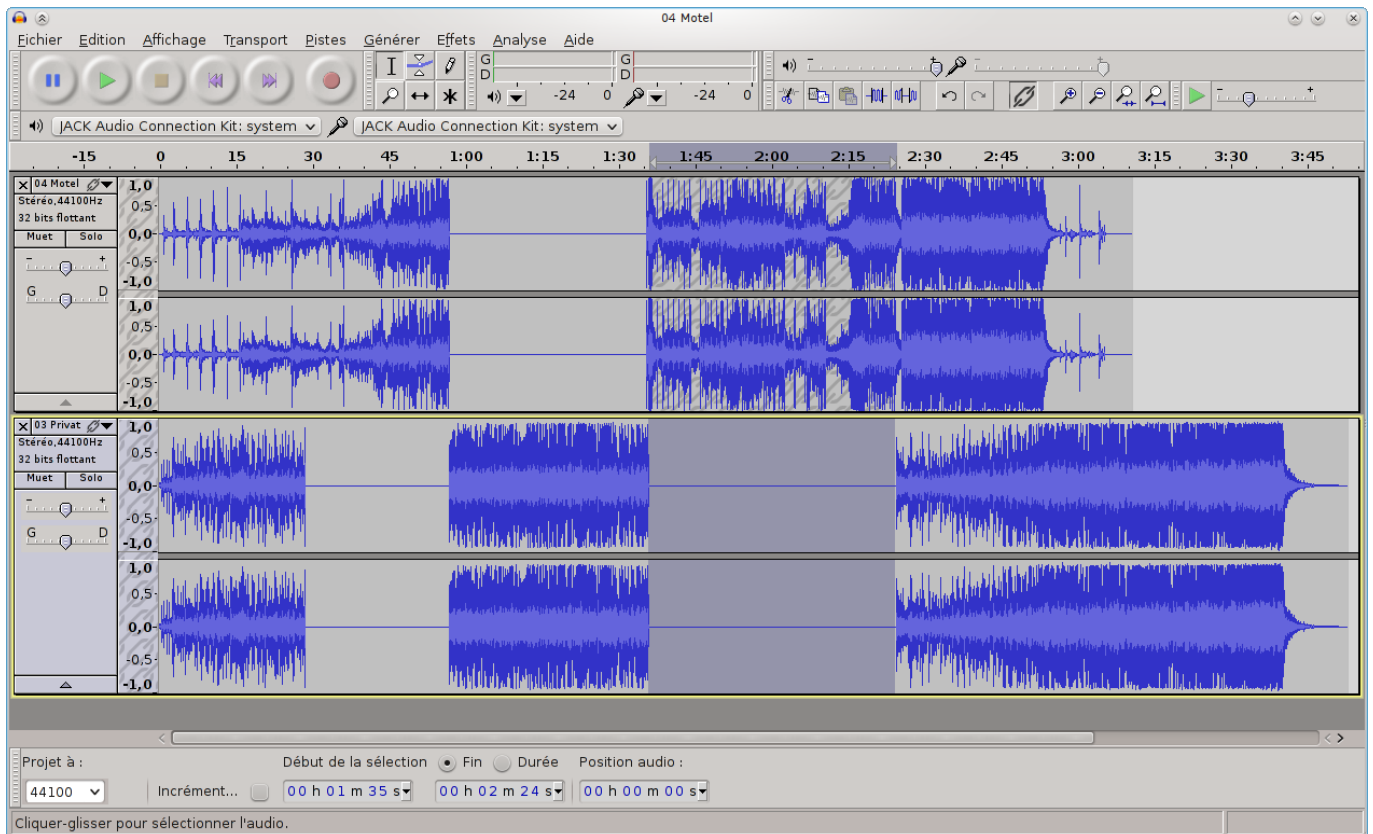 04 Motel
Eichier Edition Affichage Transport Pistes Générer Effets Analyse Aide
G G
D D
-24 0 -24 0
JACK Audio Connection Kit: system JACK Audio Connection Kit: system
-15 0 15 30 45 1:00 1:15 1:30 1:45 2:00 2:15 2:30 2:45 3:00 3:15 3:30 3:45
X 04 Motel
Stéréo,44100Hz
32 bits flottant
Muet Solo
- +
G D
1,0
0,5-
0,0-
-0,5-
-1,0
1,0
0,5-
0,0-
-0,5-
-1,0
X 03 Privat
Stéréo,44100Hz
32 bits flottant
Muet Solo
- +
G D
1,0
0,5-
0,0-
-0,5-
-1,0
1,0
0,5-
0,0-
-0,5-
-1,0
Projet à : Début de la sélection Fin Durée Position audio :
44100 Incrément... 00 h 01 m 35 s 00 h 02 m 24 s 00 h 00 m 00 s
Cliquer-glisser pour sélectionner l'audio.